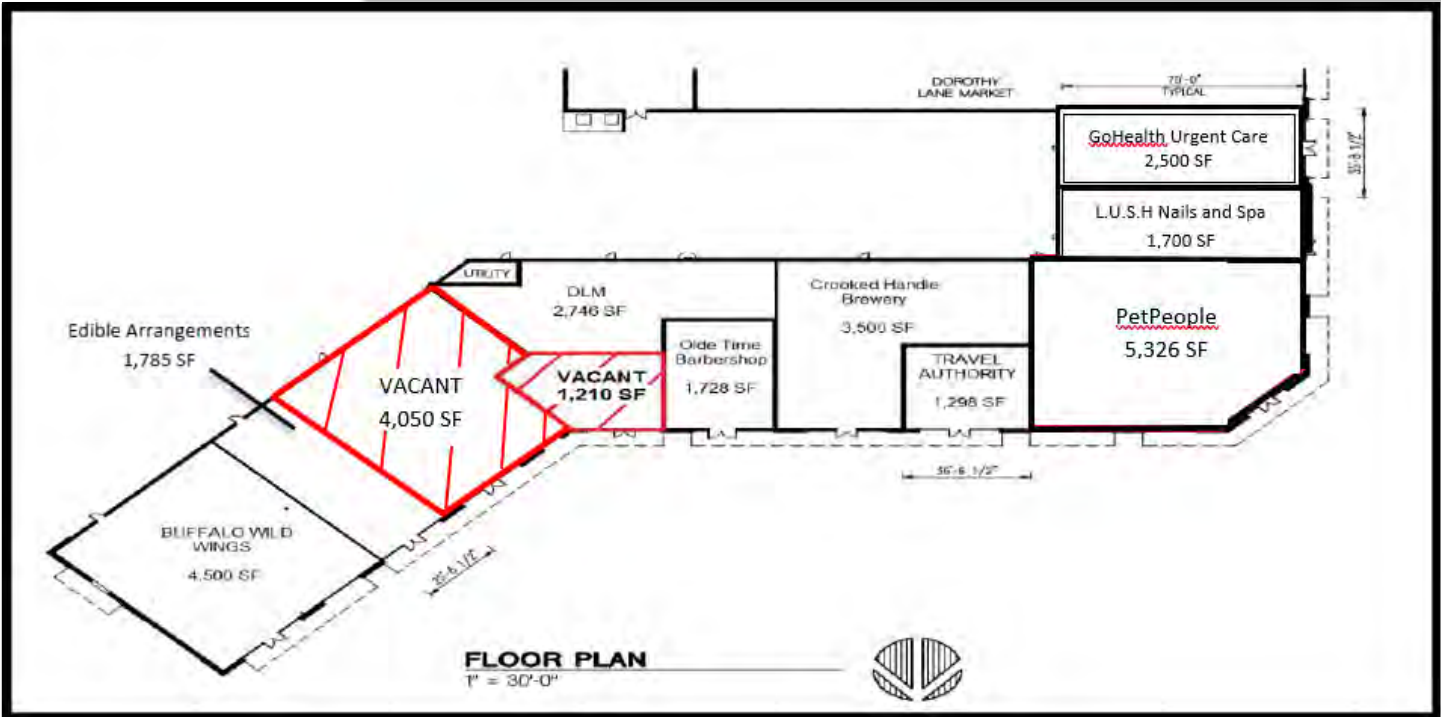 DOROTHY
LANE MARKET
70'-0"
TYPICAL
GoHealth Urgent Care
2,500 SF
L.U.S.H Nails and Spa
1,700 SF
UTILITY
DLM
2,746 SF
Crooked Handle
Brewery
3,500 SF
PetPeople
5,326 SF
Edible Arrangements
1,785 SF
Olde Time
Barbershop
1,728 SF
TRAVEL
AUTHORITY
1,298 SF
VACANT
4,050 SF
VACANT
1,210 SF
BUFFALO WILD
WINGS
4,500 SF
FLOOR PLAN
1" = 30'-0"